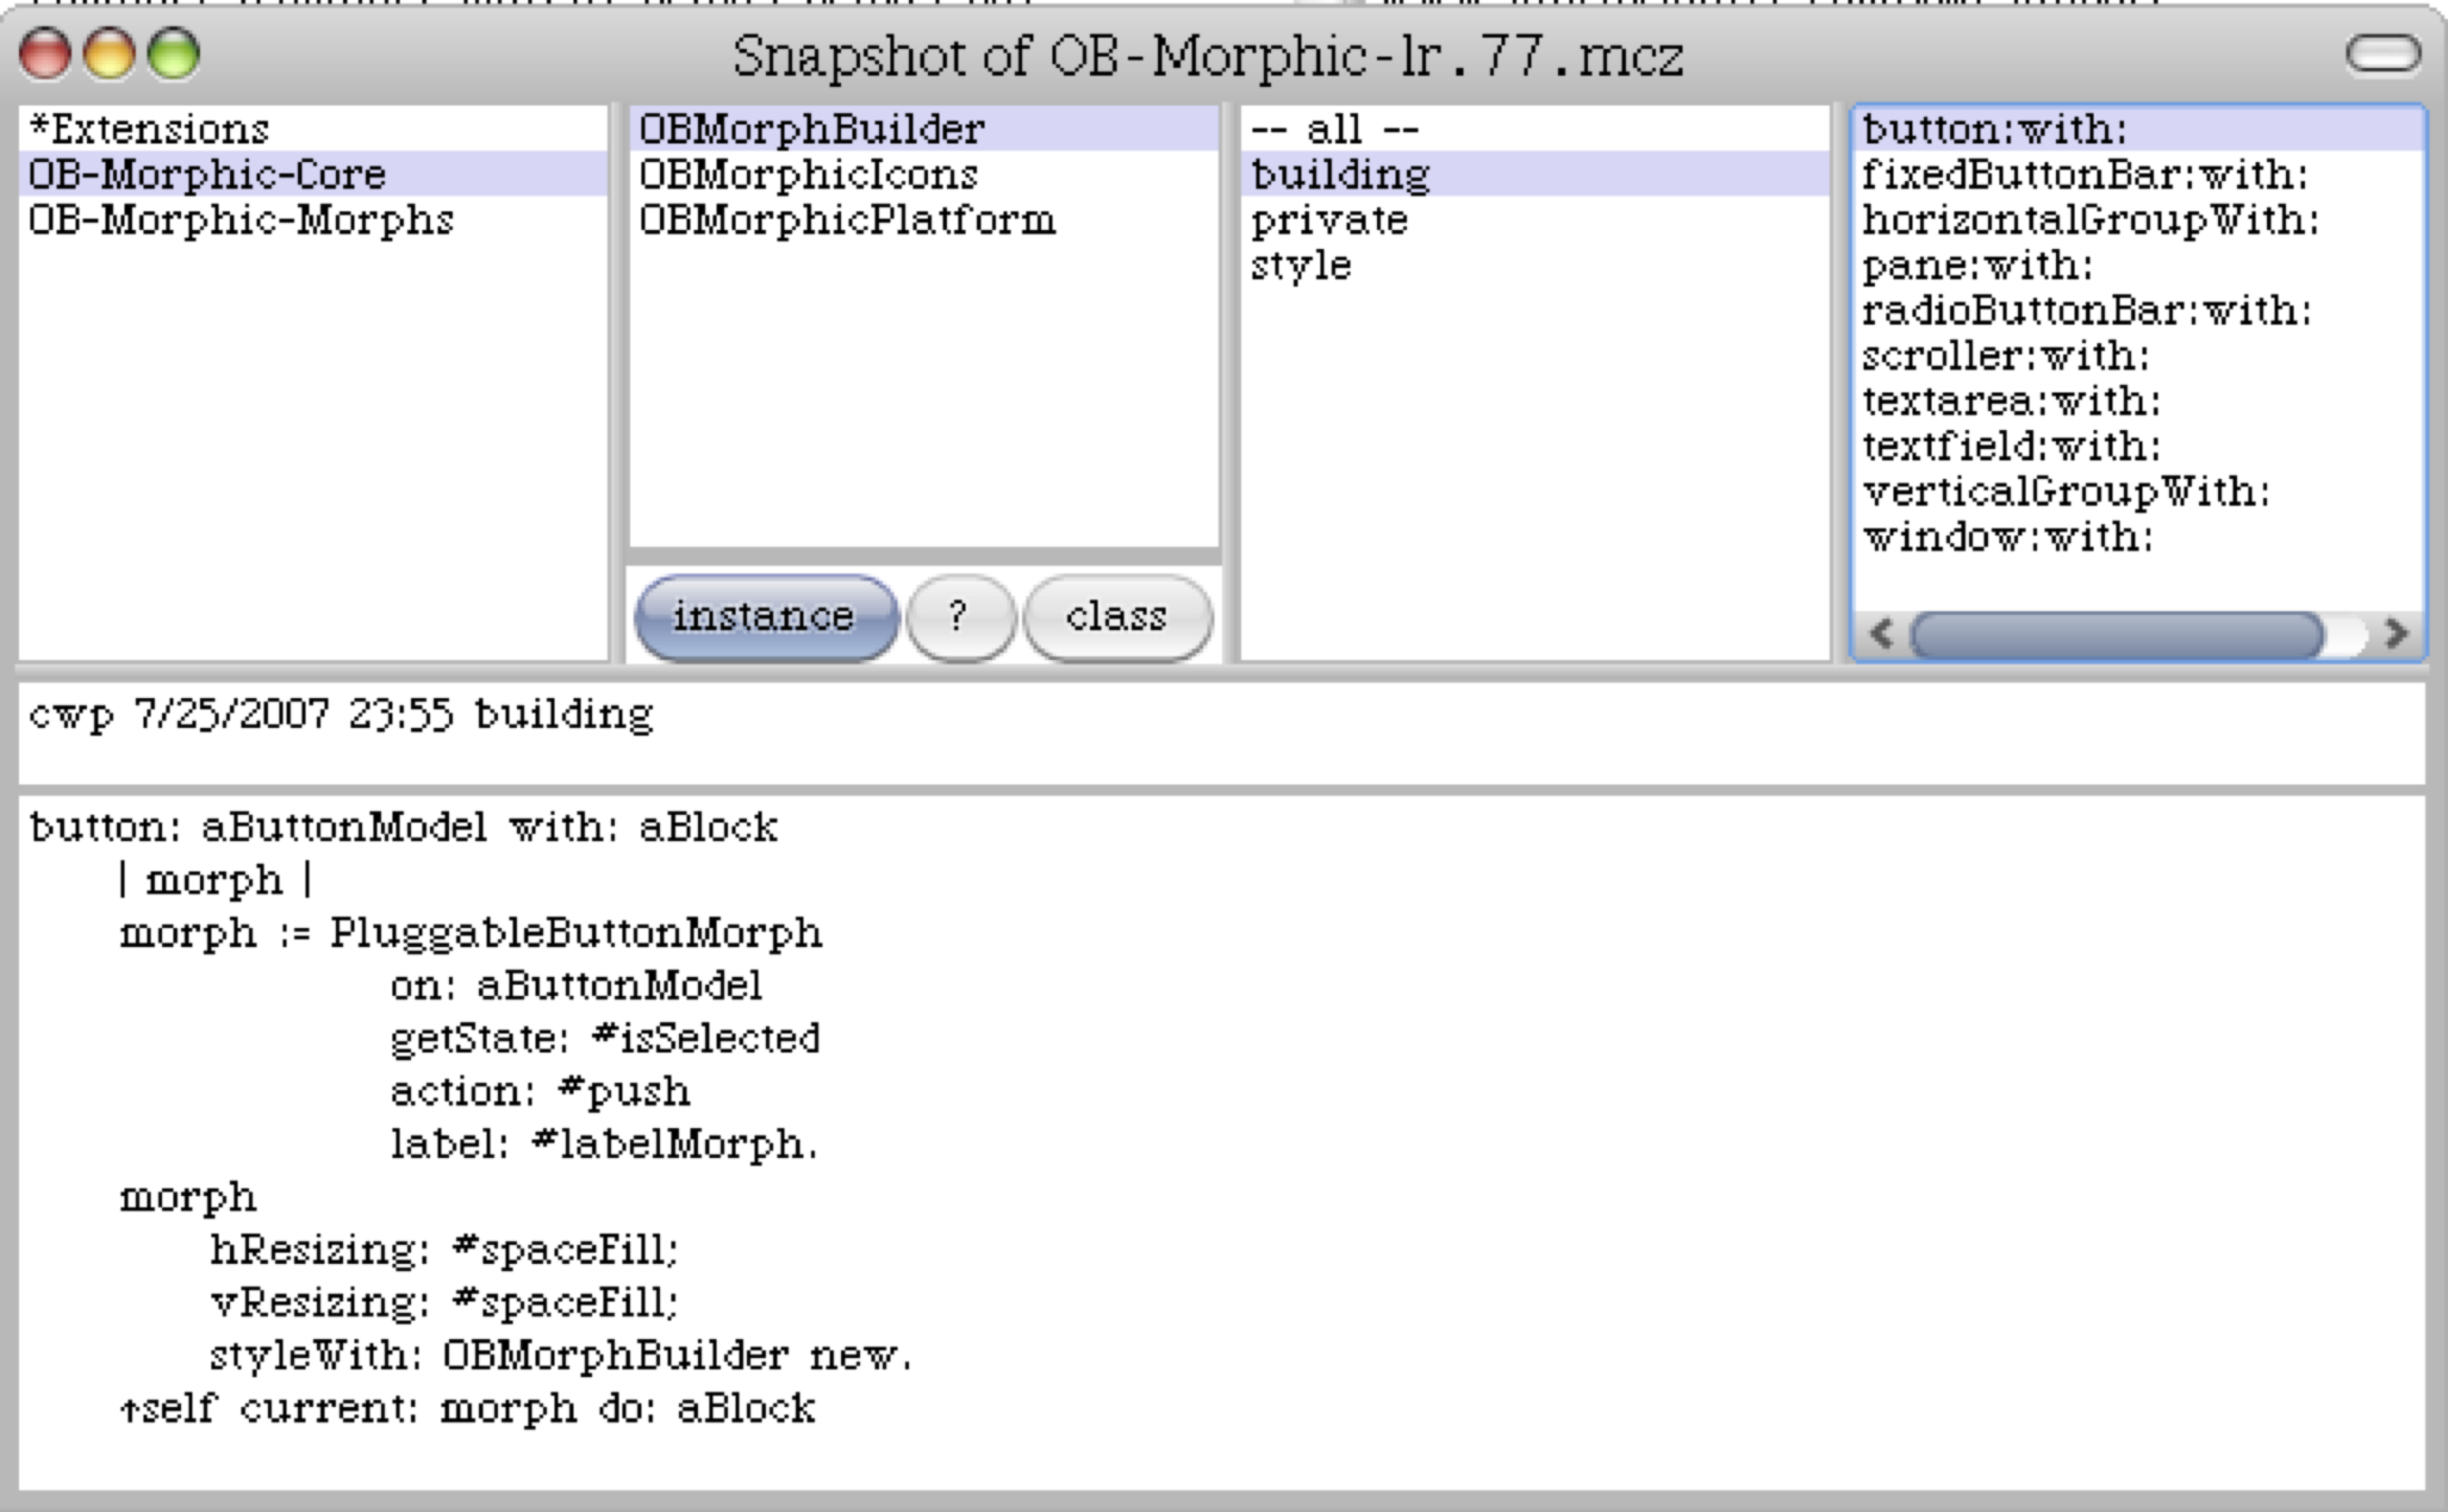 Snapshot of OB-Morphic-lr.77.mcz
*Extensions
OB-Morphic-Core
OB-Morphic-Morphs
OBMorphBuilder
OBMorphicIcons
OBMorphicPlatform
instance
?
class
-- all --
building
private
style
button:with:
fixedButtonBar:with:
horizontalGroupWith:
pane:with:
radioButtonBar:with:
scroller:with:
textarea:with:
textfield:with:
verticalGroupWith:
window:with:
cwp 7/25/2007 23:55 building
button: aButtonModel with: aBlock
| morph |
morph := PluggableButtonMorph
on: aButtonModel
getState: #isSelected
action: #push
label: #labelMorph.
morph
hResizing: #spaceFill;
vResizing: #spaceFill;
styleWith: OBMorphBuilder new.
↑self current: morph do: aBlock